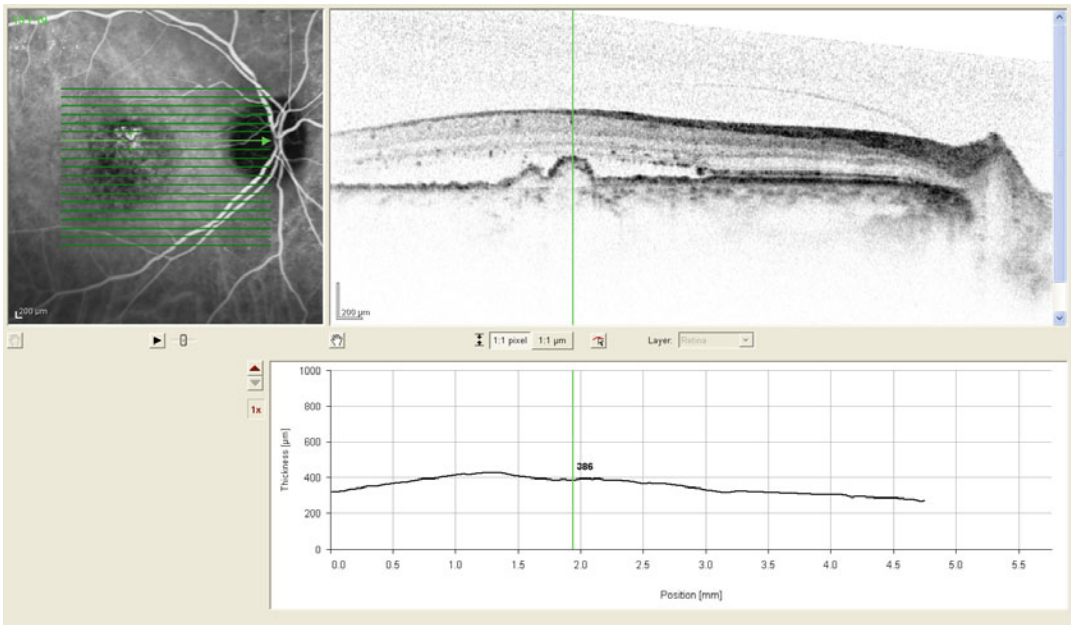 200 µm
200 µm
1:1 pixel
1:1 µm
Layer:
Retina
1x
1000
800
600
400
200
0
Thickness [µm]
386
0.0 0.5 1.0 1.5 2.0 2.5 3.0 3.5 4.0 4.5 5.0 5.5
Position [mm]